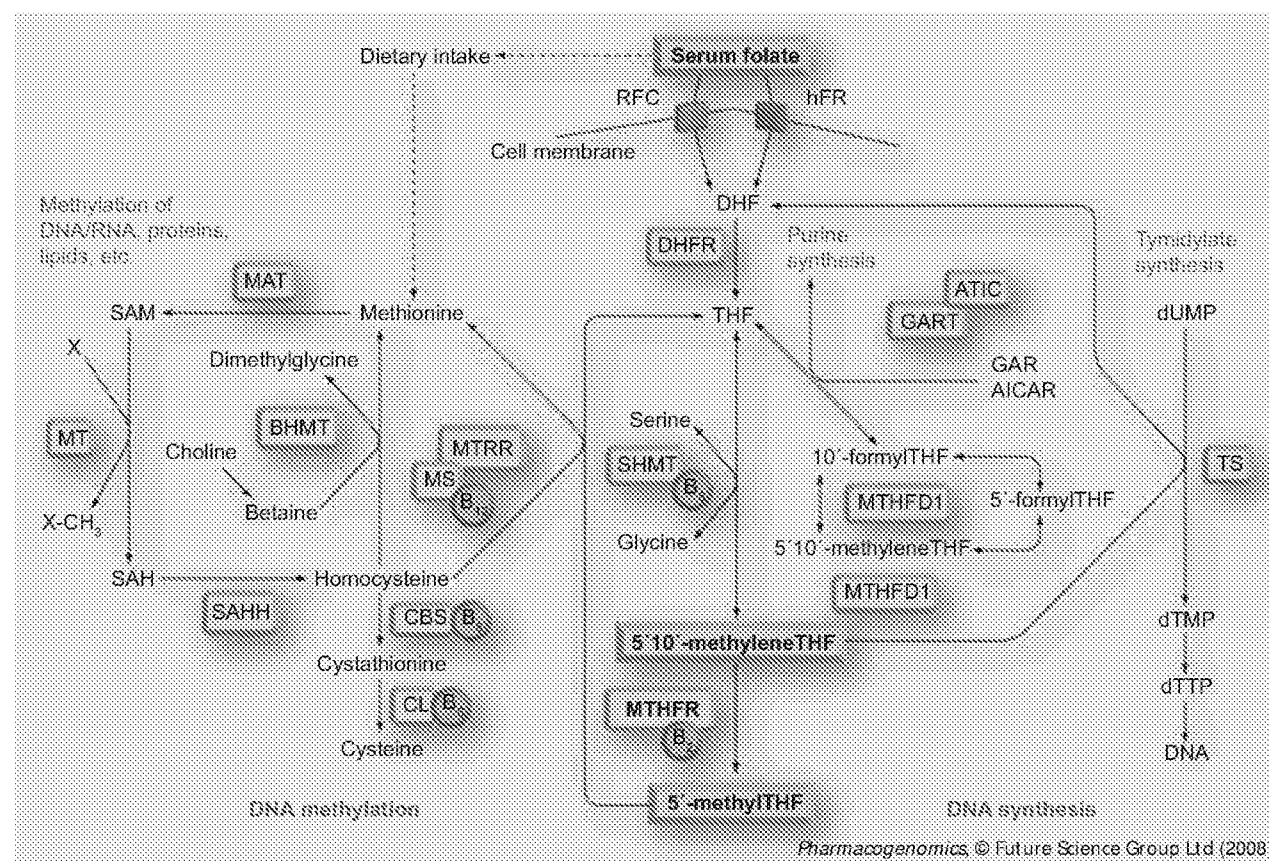 Dietary intake
Serum folate
RFC
hFR
Cell membrane
DHF
Methylation of
DNA/RNA, proteins,
lipids, etc
DHFR
Purine
synthesis
Tymidylate
synthesis
MAT
ATIC
GART
SAM
Methionine
THF
dUMP
X
Dimethylglycine
GAR
AICAR
MT
BHMT
Choline
MTRR
MS
B12
Serine
SHMT
B
10´-formylTHF
TS
X-CH3
Betaine
MTHFD1
5´-formylTHF
Glycine
5´10´-methyleneTHF
SAH
Homocysteine
MTHFD1
SAHH
CBS
B
dTMP
5´10´-methyleneTHF
Cystathionine
dTTP
CL
B
MTHFR
B
Cysteine
DNA
5´-methylTHF
DNA methylation
DNA synthesis
Pharmacogenomics, © Future Science Group Ltd (2008